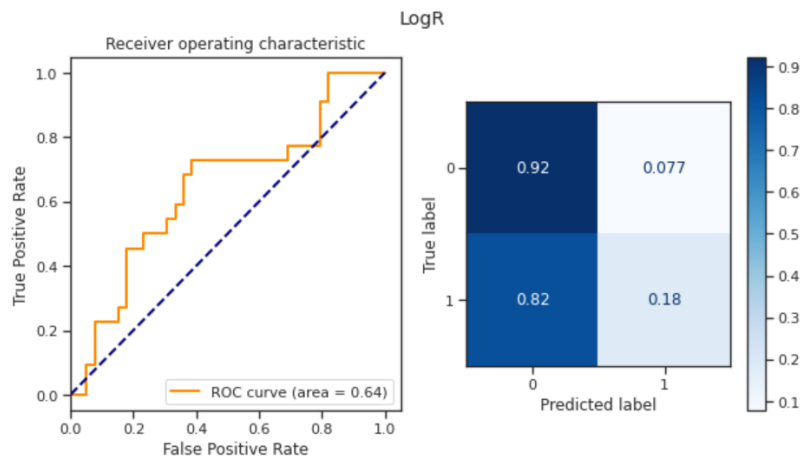 LogR
Receiver operating characteristic
True Positive Rate
1.0
0.8
0.6
0.4
0.2
0.0
ROC curve (area = 0.64)
0.0 0.2 0.4 0.6 0.8 1.0
False Positive Rate
True label
0
1
0.92 0.077
0.82 0.18
0 1
Predicted label
0.9
0.8
0.7
0.6
0.5
0.4
0.3
0.2
0.1